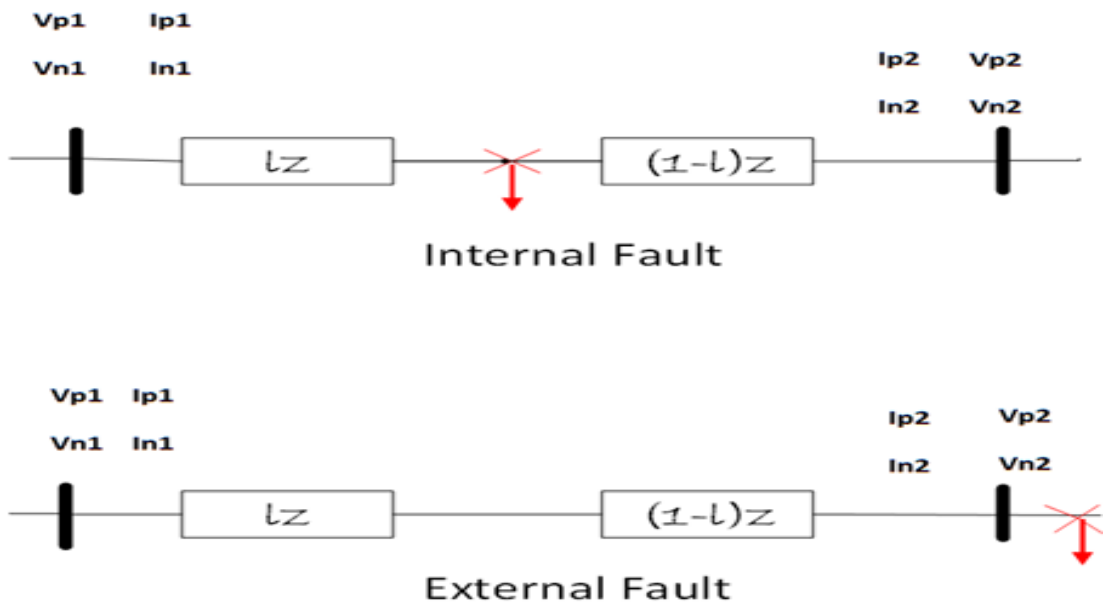 Vp1 Ip1
Vn1 In1
Ip2 Vp2
In2 Vn2
lz
(1-l)z
Internal Fault
Vp1 Ip1
Vn1 In1
Ip2 Vp2
In2 Vn2
lz
(1-l)z
External Fault